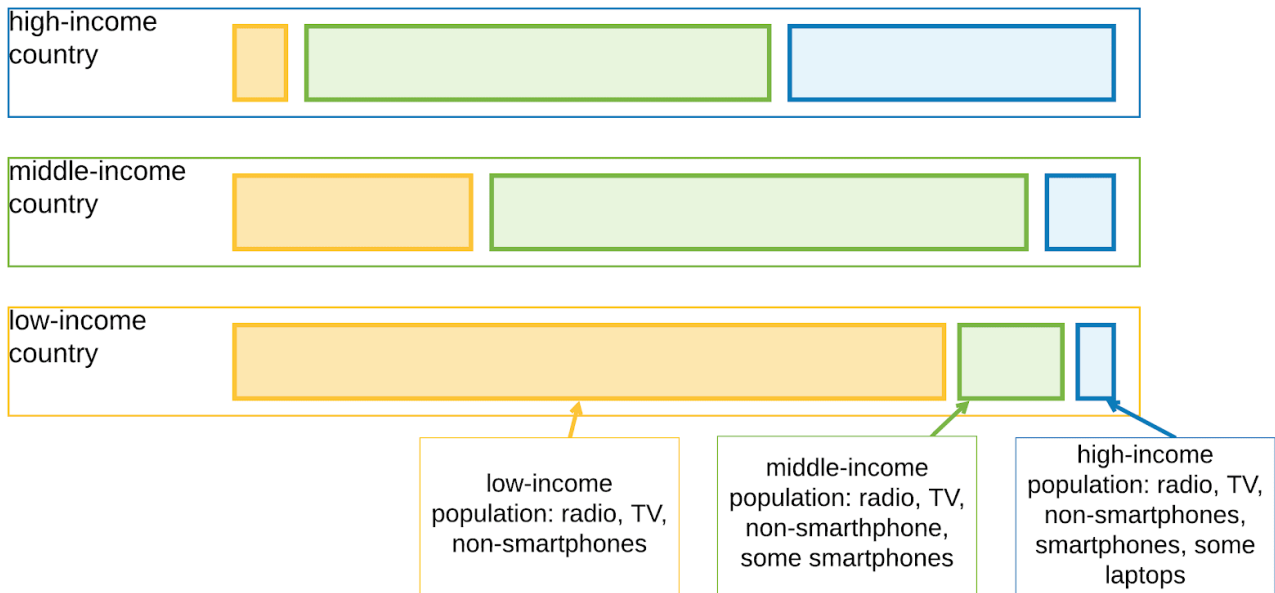 high-income
country
middle-income
country
low-income
country
low-income
population: radio, TV,
non-smartphones
middle-income
population: radio, TV,
non-smarthphone,
some smartphones
high-income
population: radio, TV,
non-smartphones,
smartphones, some
laptops